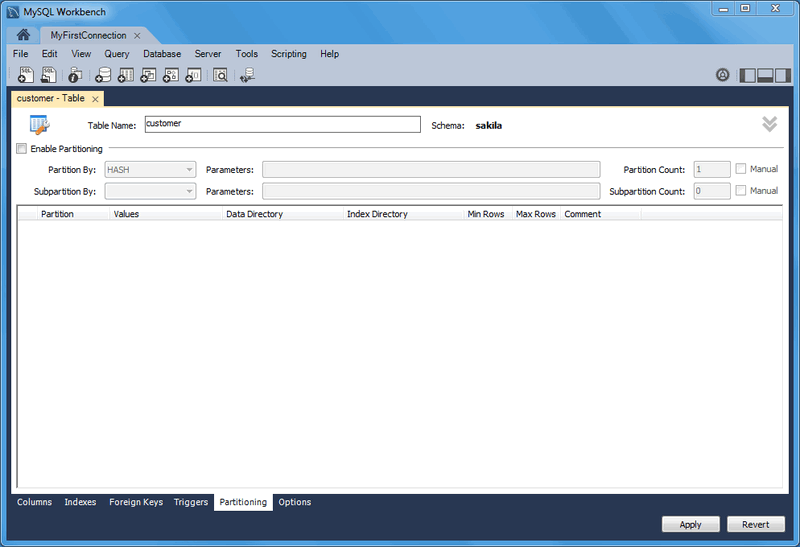 MySQL Workbench
MyFirstConnection
File Edit View Query Database Server Tools Scripting Help
customer - Table
Table Name: customer Schema: sakila
Enable Partitioning
Partition By: HASH Parameters: Partition Count: 1 Manual
Subpartition By: Parameters: Subpartition Count: 0 Manual
Partition Values Data Directory Index Directory Min Rows Max Rows Comment
Columns Indexes Foreign Keys Triggers Partitioning Options
Apply Revert